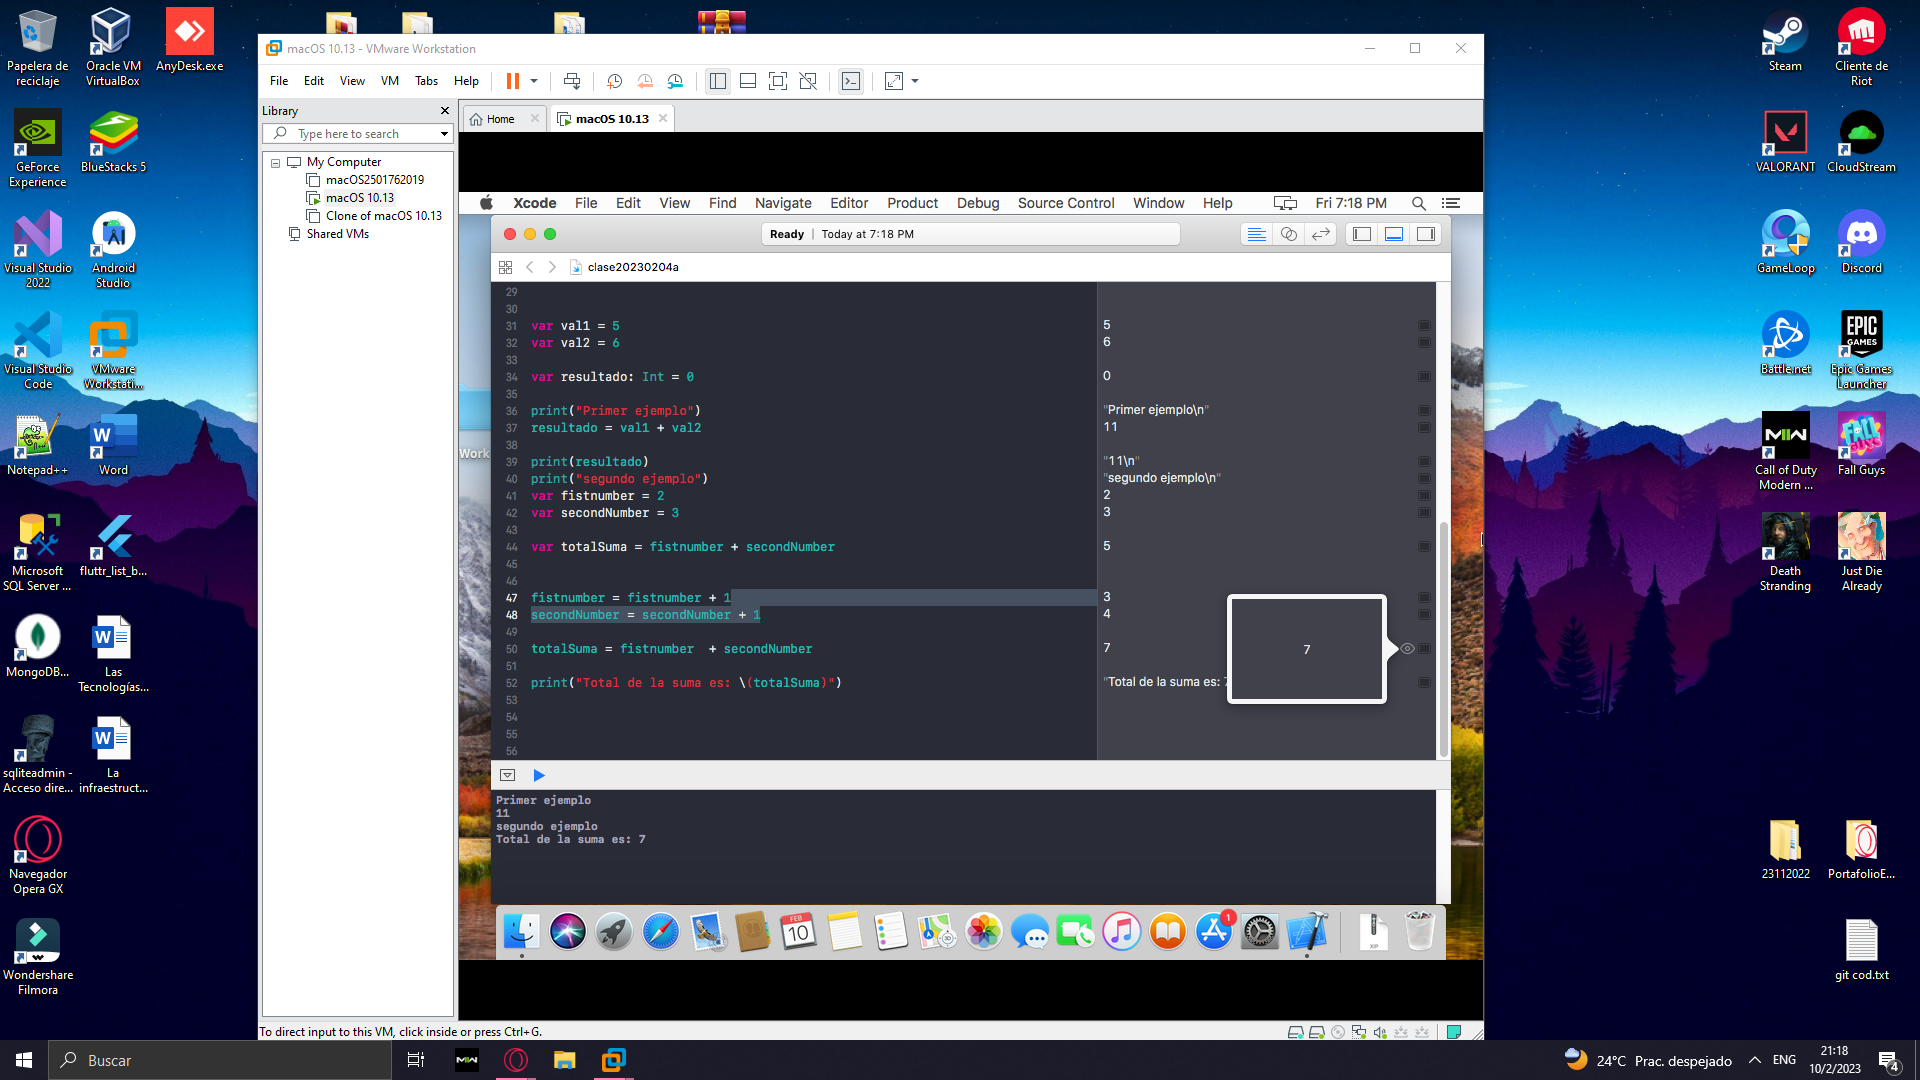 Papelera de
reciclaje
Oracle VM
VirtualBox
AnyDesk.exe
GeForce
Experience
BlueStacks 5
Visual Studio
2022
Android
Studio
Visual Studio
Code
VMware
Workstati...
Notepad++
Word
Microsoft
SQL Server ...
fluttr_list_b...
MongoDB...
Las
Tecnologías...
sqliteadmin -
Acceso dire...
La
infraestruct...
Navegador
Opera GX
Wondershare
Filmora
macOS 10.13 - VMware Workstation
File Edit View VM Tabs Help
Library
Type here to search
My Computer
macOS2501762019
macOS 10.13
Clone of macOS 10.13
Shared VMs
Home
macOS 10.13
Xcode File Edit View Find Navigate Editor Product Debug Source Control Window Help Fri 7:18 PM
Ready | Today at 7:18 PM
clase20230204a
Work
29
30
31 var val1 = 5
32 var val2 = 6
33
34 var resultado: Int = 0
35
36 print("Primer ejemplo")
37 resultado = val1 + val2
38
39 print(resultado)
40 print("segundo ejemplo")
41 var fistnumber = 2
42 var secondNumber = 3
43
44 var totalSuma = fistnumber + secondNumber
45
46
47 fistnumber = fistnumber + 1
48 secondNumber = secondNumber + 1
49
50 totalSuma = fistnumber  + secondNumber
51
52 print("Total de la suma es: \(totalSuma)")
53
54
55
56
5
6
0
"Primer ejemplo\n"
11
"11\n"
"segundo ejemplo\n"
2
3
5
3
4
7
"Total de la suma es: 7
7
Primer ejemplo
11
segundo ejemplo
Total de la suma es: 7
FEB
10
1
ZIP
To direct input to this VM, click inside or press Ctrl+G.
Steam
Cliente de
Riot
VALORANT
CloudStream
GameLoop
Discord
Battle.net
EPIC
GAMES
Epic Games
Launcher
MWII
Call of Duty
Modern ...
FALL
GUYS
Fall Guys
Death
Stranding
Just Die
Already
23112022
PortafolioE...
git cod.txt
Buscar
24°C Prac. despejado
ENG
21:18
10/2/2023
4